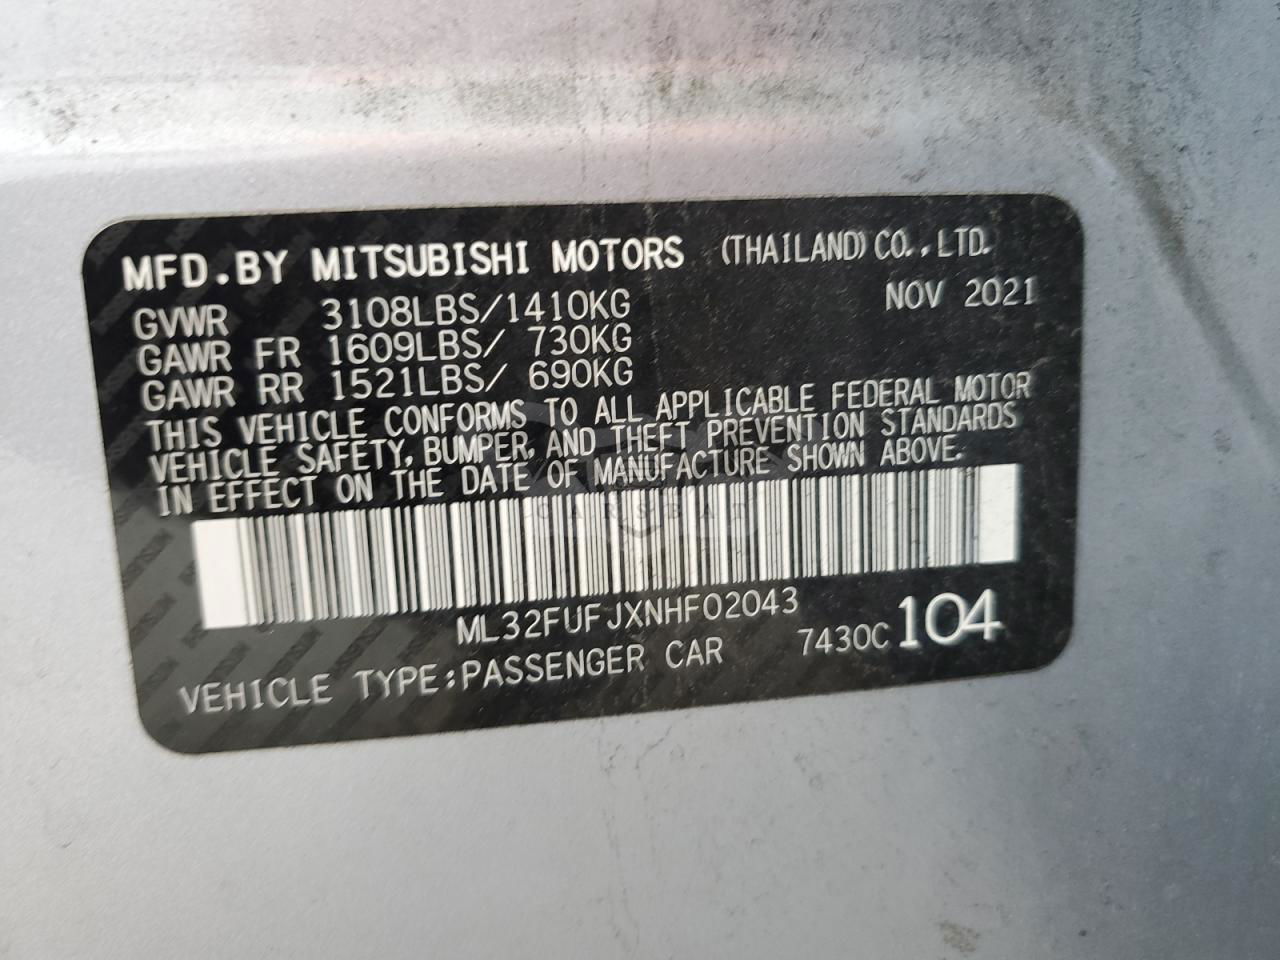 MFD.BY MITSUBISHI MOTORS (THAILAND) CO.,LTD.
GVWR 3108LBS/1410KG NOV 2021
GAWR FR 1609LBS/ 730KG
GAWR RR 1521LBS/ 690KG
THIS VEHICLE CONFORMS TO ALL APPLICABLE FEDERAL MOTOR
VEHICLE SAFETY, BUMPER, AND THEFT PREVENTION STANDARDS
IN EFFECT ON THE DATE OF MANUFACTURE SHOWN ABOVE.
CARSBAT
ML32FUFJXNHF02043
VEHICLE TYPE:PASSENGER CAR 7430C 104